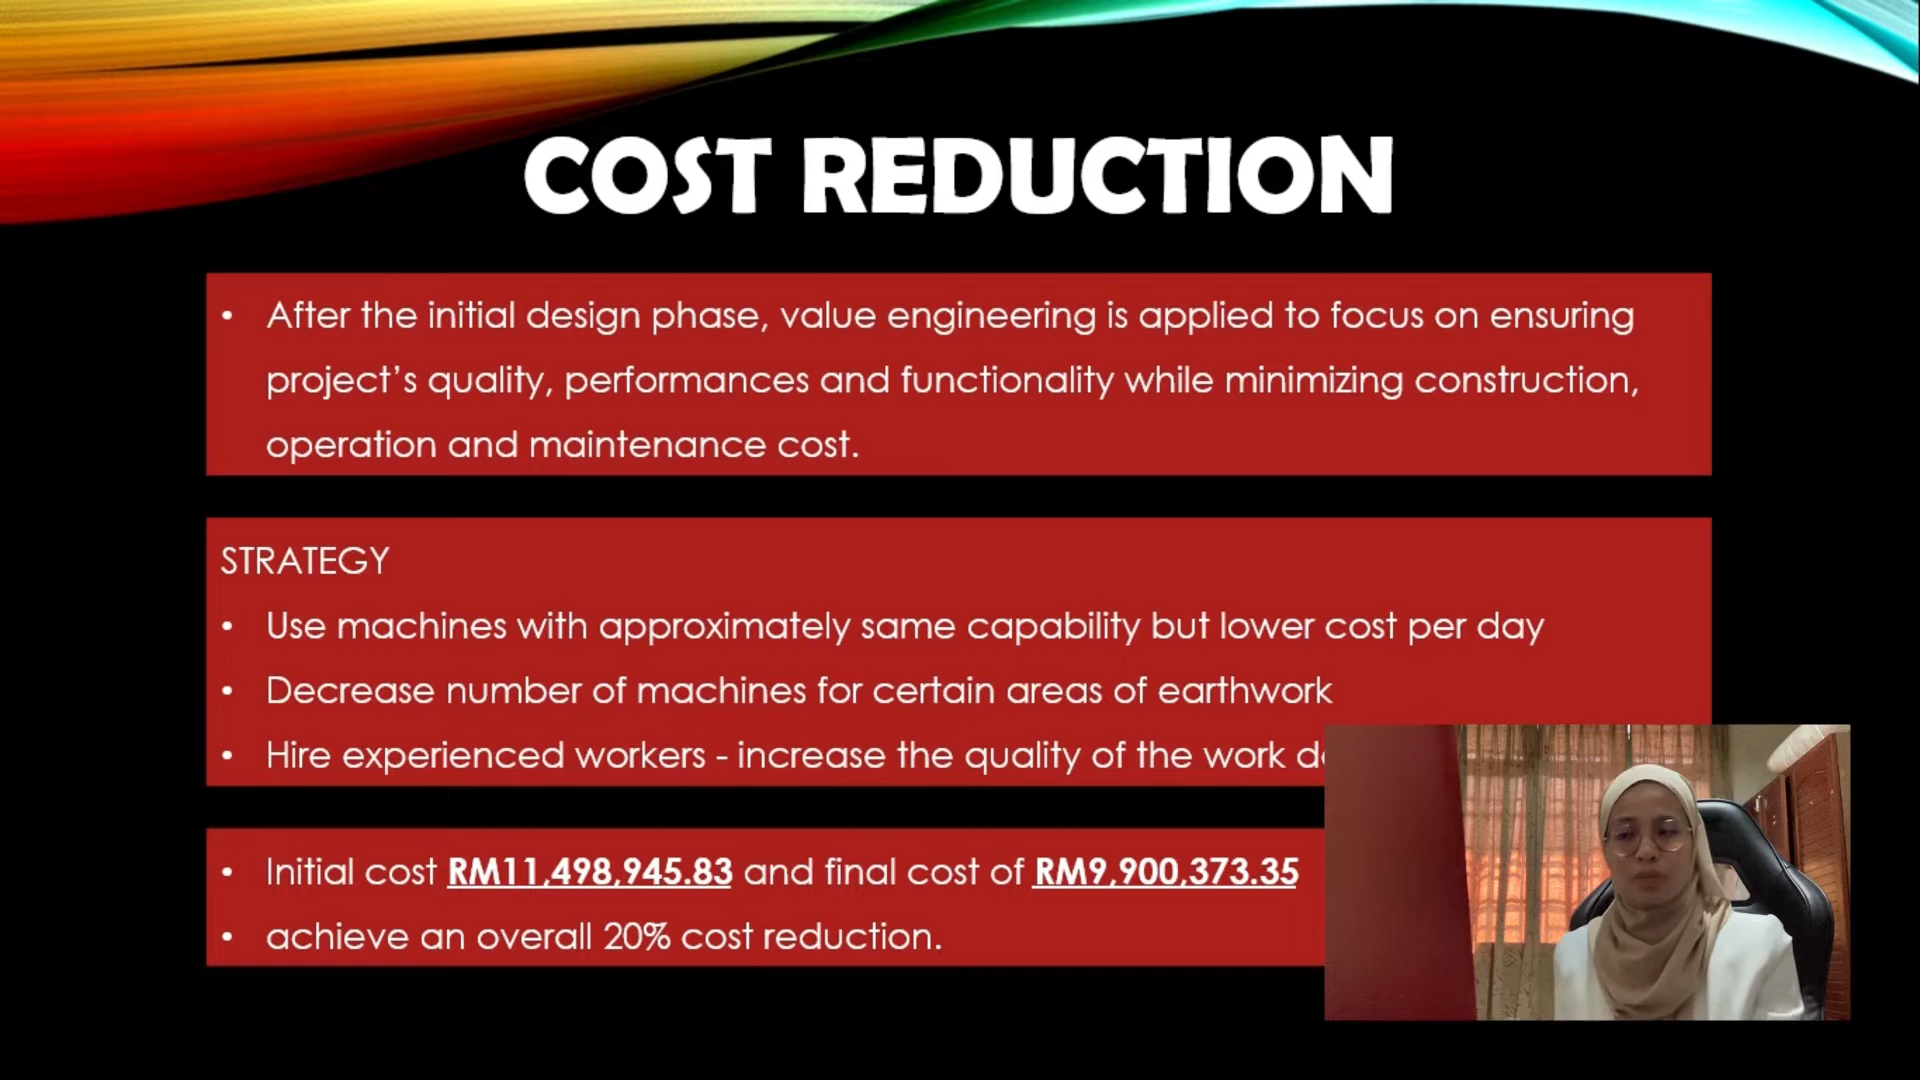 COST REDUCTION
• After the initial design phase, value engineering is applied to focus on ensuring
project’s quality, performances and functionality while minimizing construction,
operation and maintenance cost.
STRATEGY
• Use machines with approximately same capability but lower cost per day
• Decrease number of machines for certain areas of earthwork
• Hire experienced workers - increase the quality of the work
• Initial cost RM11,498,945.83 and final cost of RM9,900,373.35
• achieve an overall 20% cost reduction.